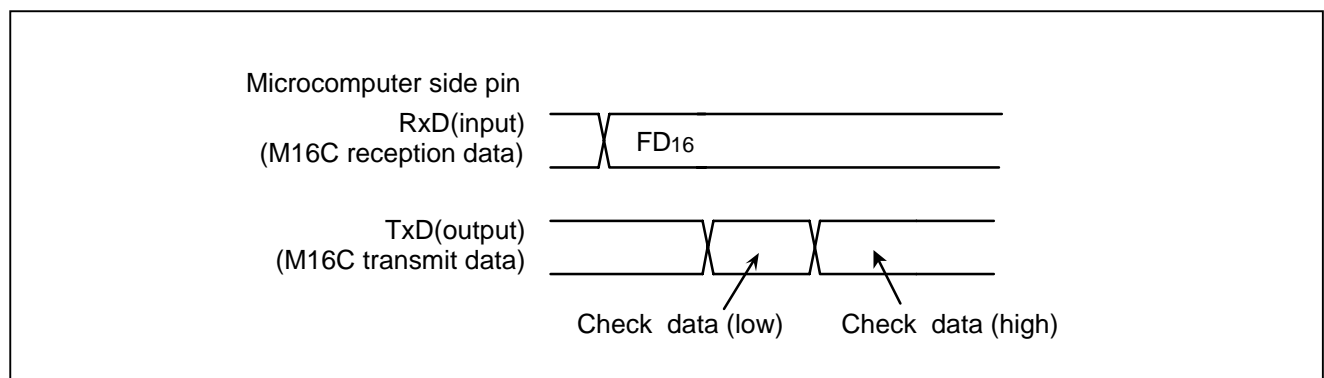 Microcomputer side pin
RxD(input)
(M16C reception data)
FD16
TxD(output)
(M16C transmit data)
Check data (low)
Check data (high)